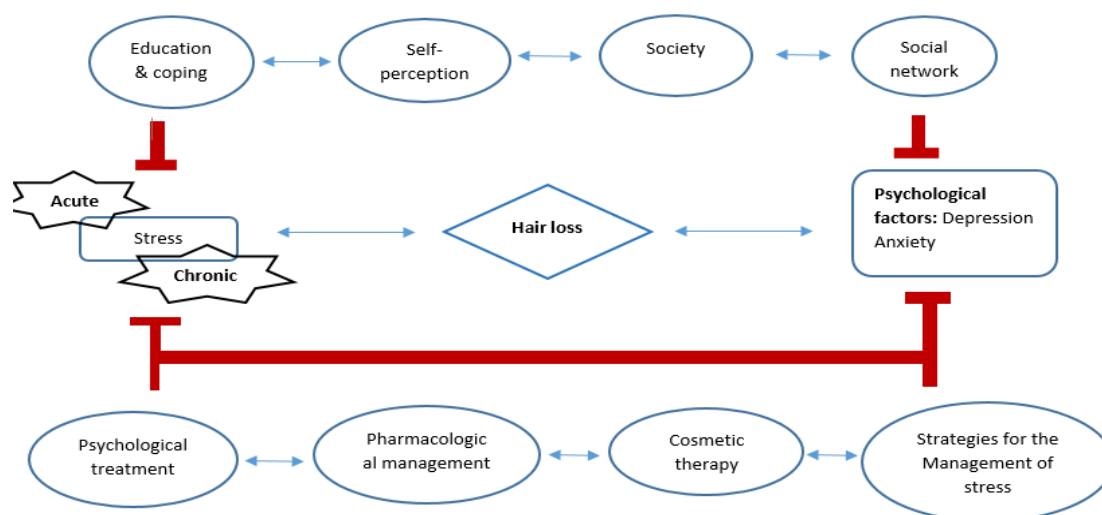 Education
& coping
Self-
perception
Society
Social
network
Acute
Stress
Chronic
Hair loss
Psychological
factors: Depression
Anxiety
Psychological
treatment
Pharmacologic
al management
Cosmetic
therapy
Strategies for the
Management of
stress